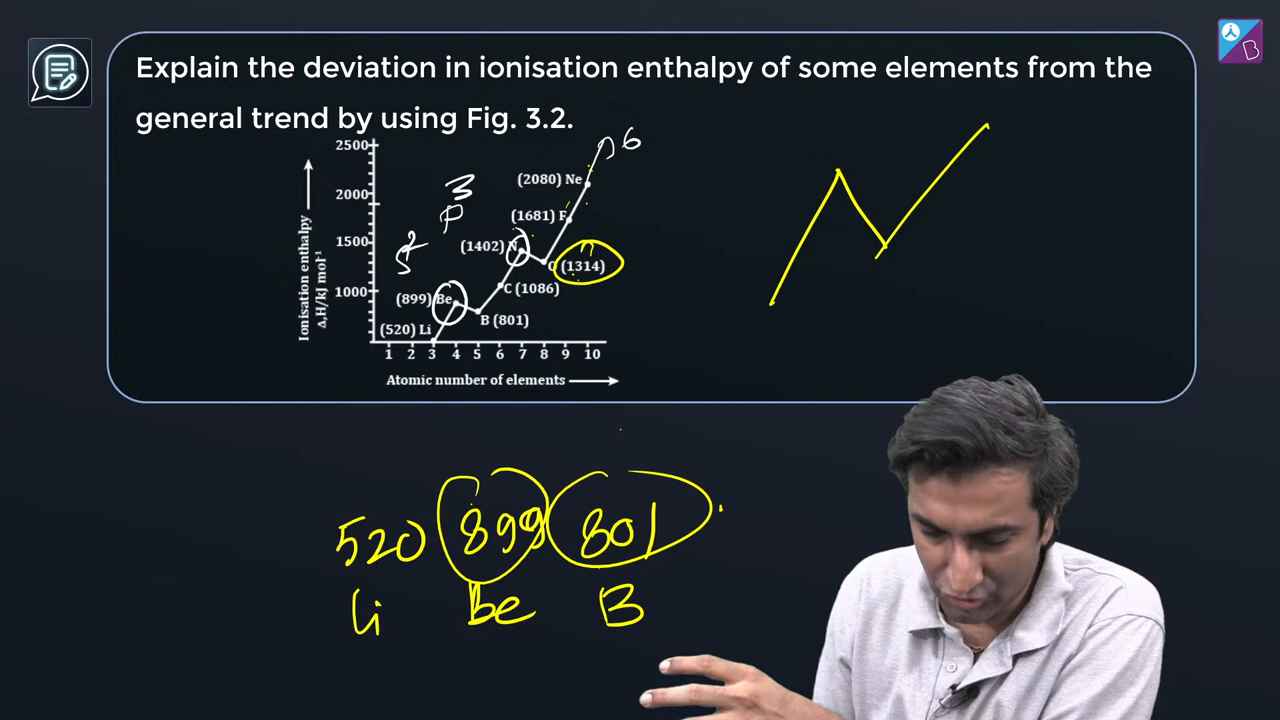 Explain the deviation in ionisation enthalpy of some elements from the
general trend by using Fig. 3.2.
2500
2000
1500
1000
Ionisation enthalpy
ΔᵢH/kJ mol⁻¹
(2080) Ne
(1681) F
(1402) N
O (1314)
C (1086)
(899) Be
B (801)
(520) Li
1 2 3 4 5 6 7 8 9 10
Atomic number of elements
s²
p³
p6
520 899 801
Li Be B
B